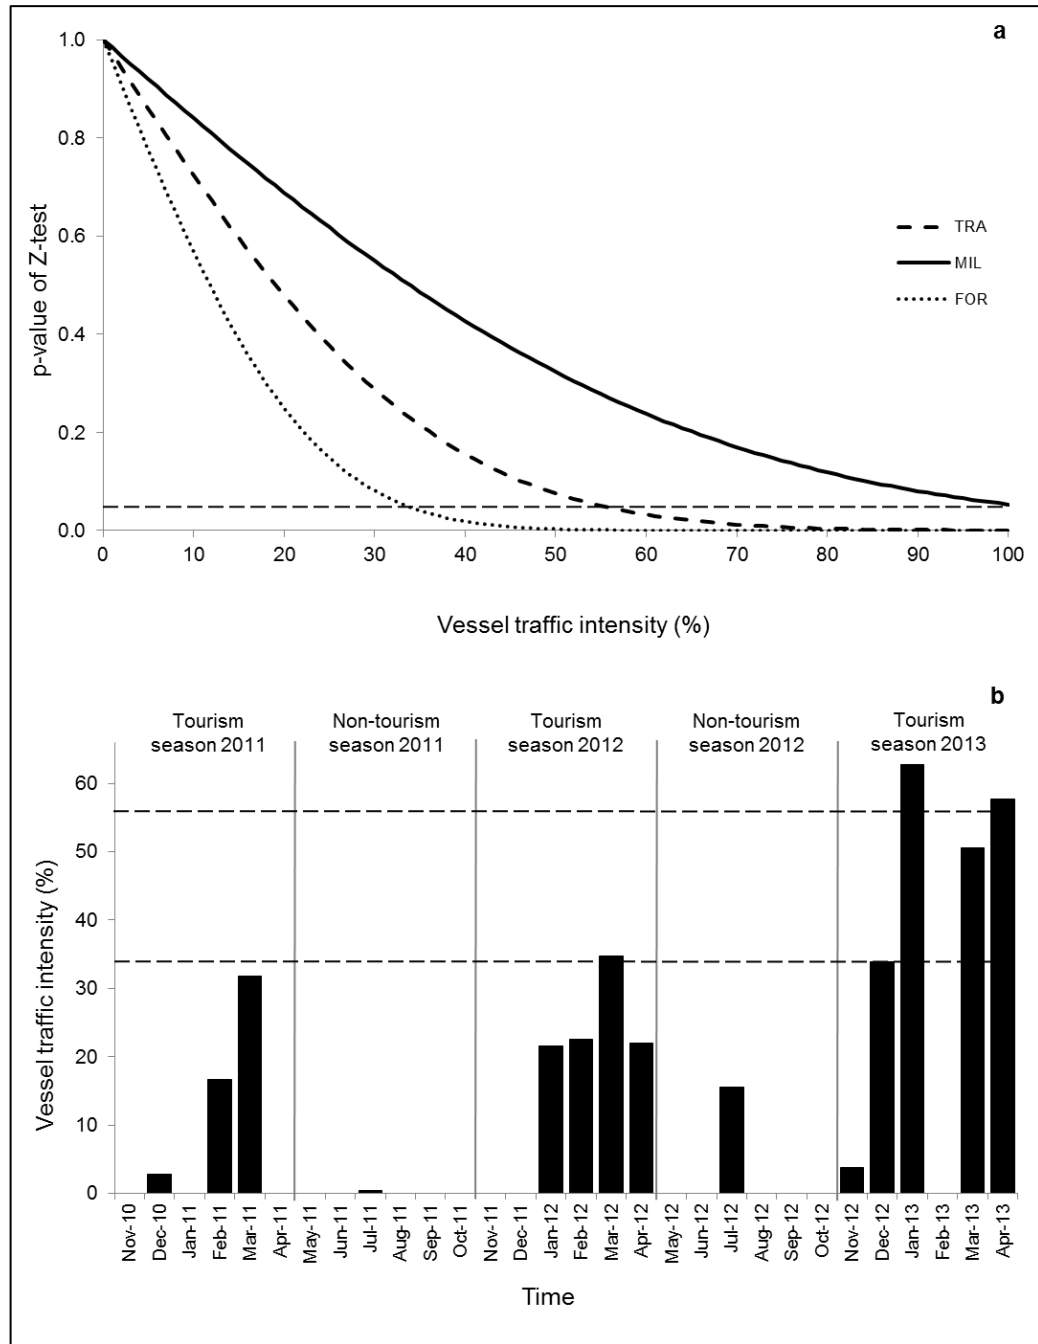 a
1.0
0.8
0.6
0.4
0.2
0.0
p-value of Z-test
TRA
MIL
FOR
0 10 20 30 40 50 60 70 80 90 100
Vessel traffic intensity (%)
b
Tourism season 2011
Non-tourism season 2011
Tourism season 2012
Non-tourism season 2012
Tourism season 2013
60
50
40
30
20
10
0
Vessel traffic intensity (%)
Nov-10
Dec-10
Jan-11
Feb-11
Mar-11
Apr-11
May-11
Jun-11
Jul-11
Aug-11
Sep-11
Oct-11
Nov-11
Dec-11
Jan-12
Feb-12
Mar-12
Apr-12
May-12
Jun-12
Jul-12
Aug-12
Sep-12
Oct-12
Nov-12
Dec-12
Jan-13
Feb-13
Mar-13
Apr-13
Time